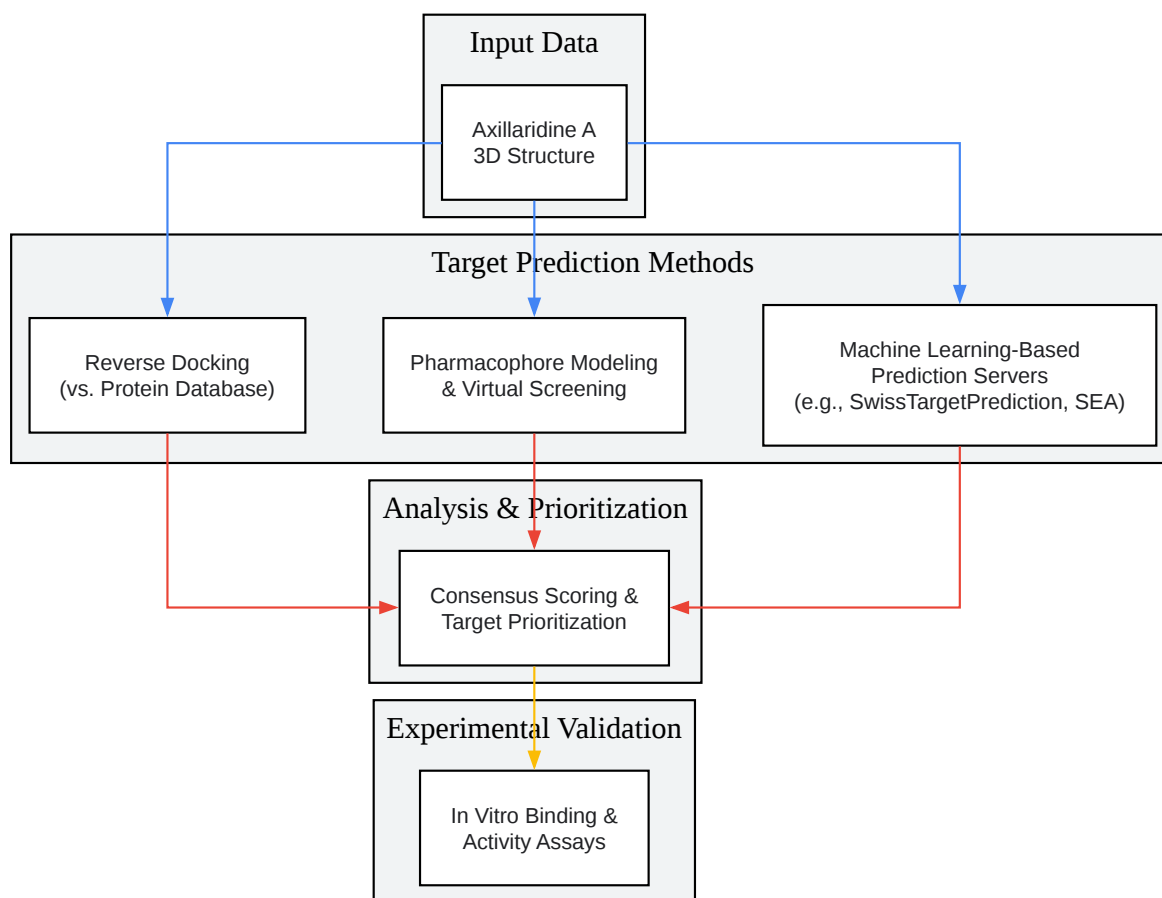 Input Data
Axillaridine A
3D Structure
Target Prediction Methods
Reverse Docking
(vs. Protein Database)
Pharmacophore Modeling
& Virtual Screening
Machine Learning-Based
Prediction Servers
(e.g., SwissTargetPrediction, SEA)
Analysis & Prioritization
Consensus Scoring &
Target Prioritization
Experimental Validation
In Vitro Binding &
Activity Assays